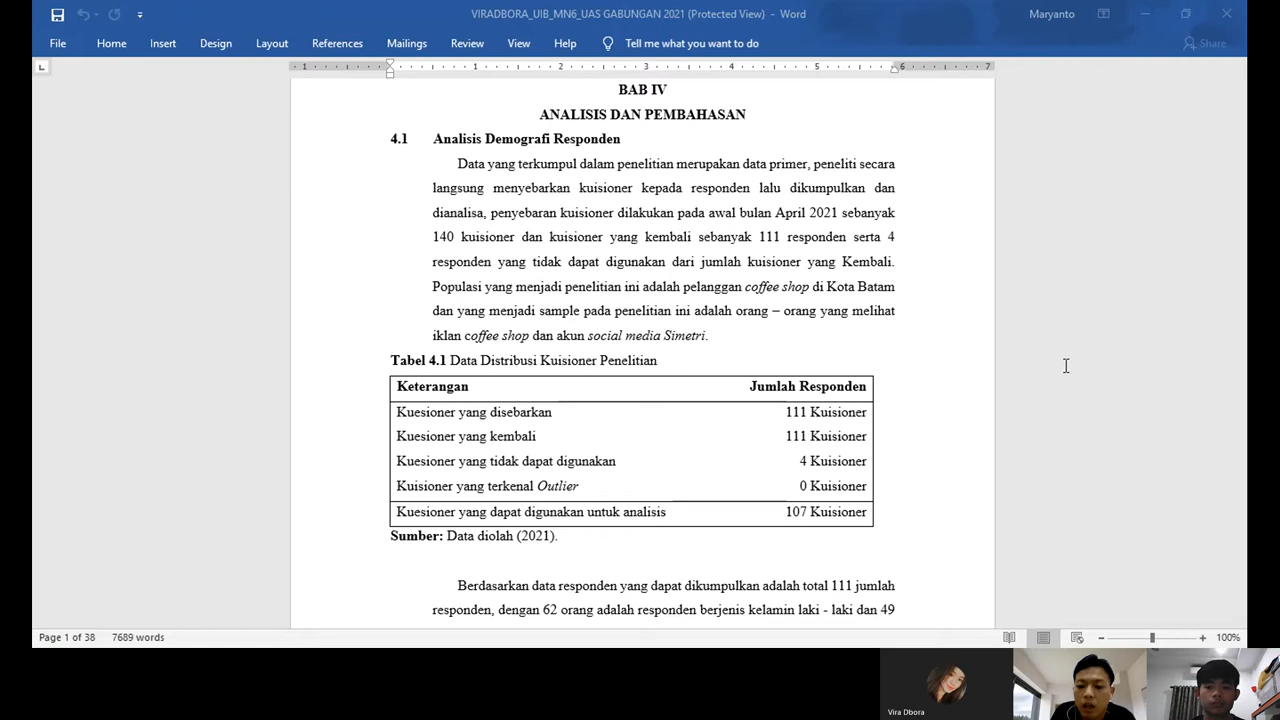 VIRADBORA_UIB_MN6_UAS GABUNGAN 2021 (Protected View) - Word
Maryanto
File Home Insert Design Layout References Mailings Review View Help Tell me what you want to do Share
1 1 2 3 4 5 6 7
BAB IV
ANALISIS DAN PEMBAHASAN
4.1 Analisis Demografi Responden
Data yang terkumpul dalam penelitian merupakan data primer, peneliti secara
langsung menyebarkan kuisioner kepada responden lalu dikumpulkan dan
dianalisa, penyebaran kuisioner dilakukan pada awal bulan April 2021 sebanyak
140 kuisioner dan kuisioner yang kembali sebanyak 111 responden serta 4
responden yang tidak dapat digunakan dari jumlah kuisioner yang Kembali.
Populasi yang menjadi penelitian ini adalah pelanggan coffee shop di Kota Batam
dan yang menjadi sample pada penelitian ini adalah orang – orang yang melihat
iklan coffee shop dan akun social media Simetri.
Tabel 4.1 Data Distribusi Kuisioner Penelitian
Keterangan Jumlah Responden
Kuesioner yang disebarkan 111 Kuisioner
Kuesioner yang kembali 111 Kuisioner
Kuesioner yang tidak dapat digunakan 4 Kuisioner
Kuisioner yang terkenal Outlier 0 Kuisioner
Kuesioner yang dapat digunakan untuk analisis 107 Kuisioner
Sumber: Data diolah (2021).
Berdasarkan data responden yang dapat dikumpulkan adalah total 111 jumlah
responden, dengan 62 orang adalah responden berjenis kelamin laki - laki dan 49
Page 1 of 38 7689 words 100%
Vira Dbora